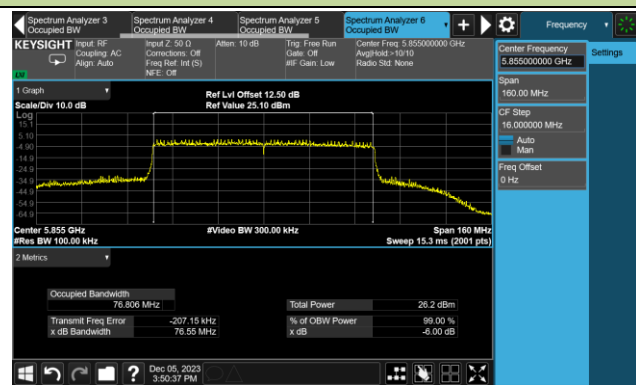 Spectrum Analyzer 3
Occupied BW
Spectrum Analyzer 4
Occupied BW
Spectrum Analyzer 5
Occupied BW
Spectrum Analyzer 6
Occupied BW
Frequency
KEYSIGHT
Input: RF
Coupling: AC
Align: Auto
Input Z: 50 Ω
Corrections: Off
Freq Ref: Int (S)
NFE: Off
Atten: 10 dB
Trig: Free Run
Gate: Off
#IF Gain: Low
Center Freq: 5.855000000 GHz
Avg|Hold:>10/10
Radio Std: None
Center Frequency
5.855000000 GHz
Settings
Span
160.00 MHz
CF Step
16.000000 MHz
Auto
Man
Freq Offset
0 Hz
1 Graph
Scale/Div 10.0 dB
Ref Lvl Offset 12.50 dB
Ref Value 25.10 dBm
Log
15.1
5.10
-4.90
-14.9
-24.9
-34.9
-44.9
-54.9
-64.9
Center 5.855 GHz
#Video BW 300.00 kHz
Span 160 MHz
#Res BW 100.00 kHz
Sweep 15.3 ms (2001 pts)
2 Metrics
Occupied Bandwidth
76.806 MHz
Total Power
26.2 dBm
Transmit Freq Error
-207.15 kHz
% of OBW Power
99.00 %
x dB Bandwidth
76.55 MHz
x dB
-6.00 dB
?
Dec 05, 2023
3:50:37 PM